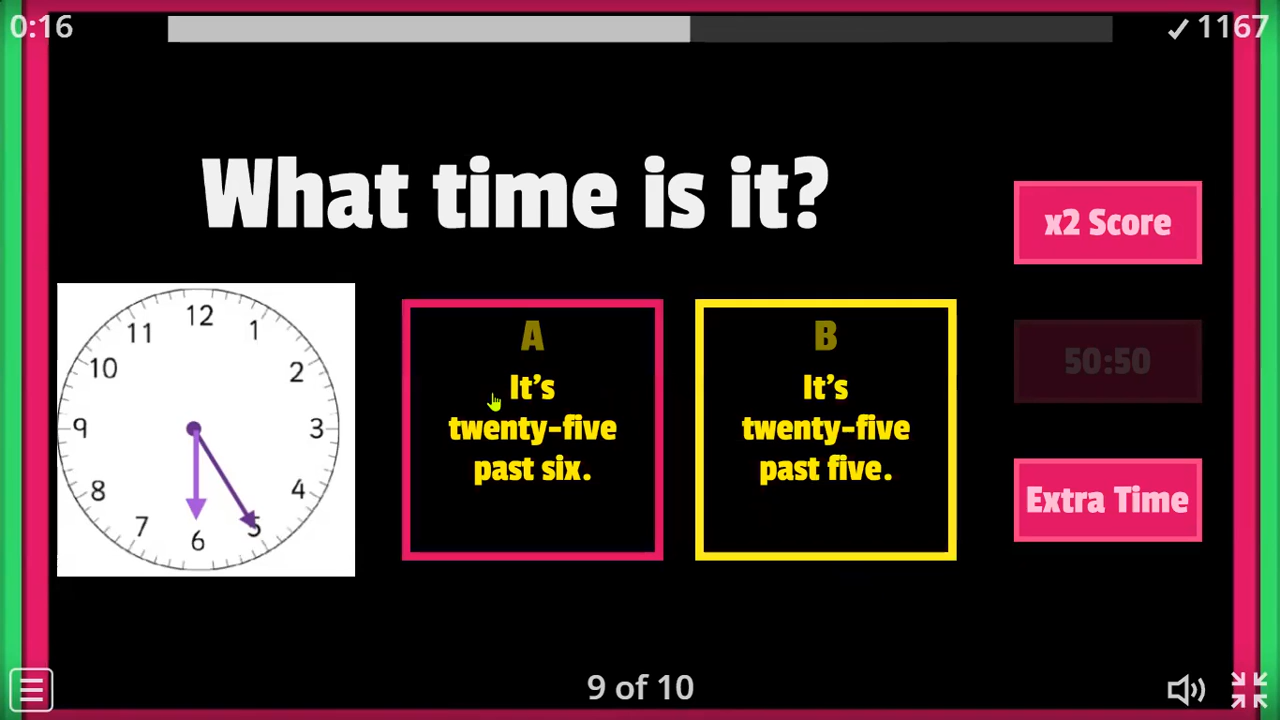 0:16
✓ 1167
What time is it?
x2 Score
50:50
Extra Time
12
11
1
10
2
9
3
8
4
7
5
6
A
It's
twenty-five
past six.
B
It's
twenty-five
past five.
9 of 10